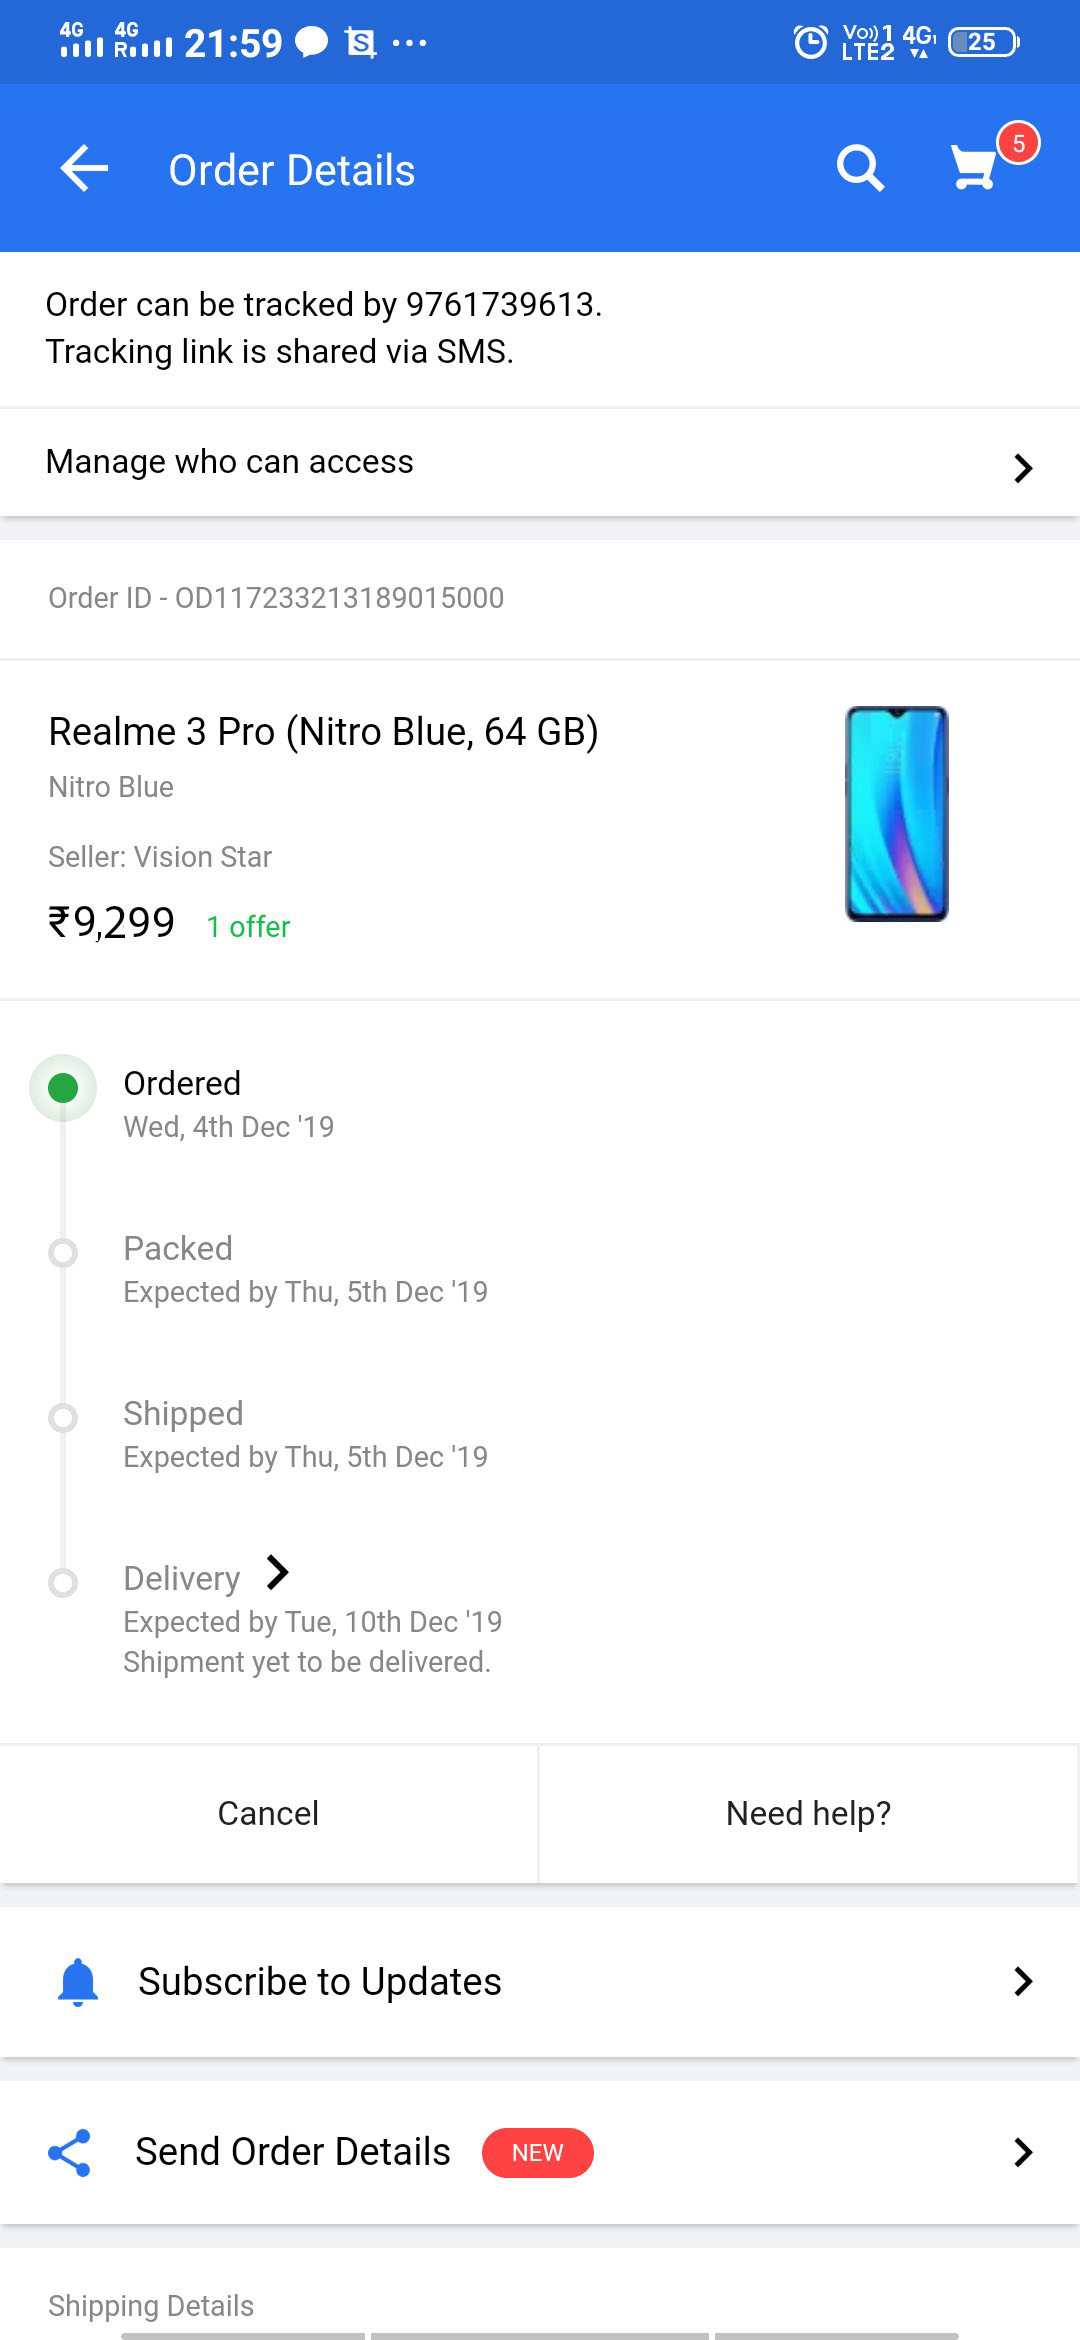 4G 4G R 21:59 S ... Vo)) 1 LTE2 4G 25
Order Details 5
Order can be tracked by 9761739613.
Tracking link is shared via SMS.
Manage who can access
Order ID - OD117233213189015000
Realme 3 Pro (Nitro Blue, 64 GB)
Nitro Blue
Seller: Vision Star
₹9,299 1 offer
Ordered
Wed, 4th Dec '19
Packed
Expected by Thu, 5th Dec '19
Shipped
Expected by Thu, 5th Dec '19
Delivery
Expected by Tue, 10th Dec '19
Shipment yet to be delivered.
Cancel Need help?
Subscribe to Updates
Send Order Details NEW
Shipping Details